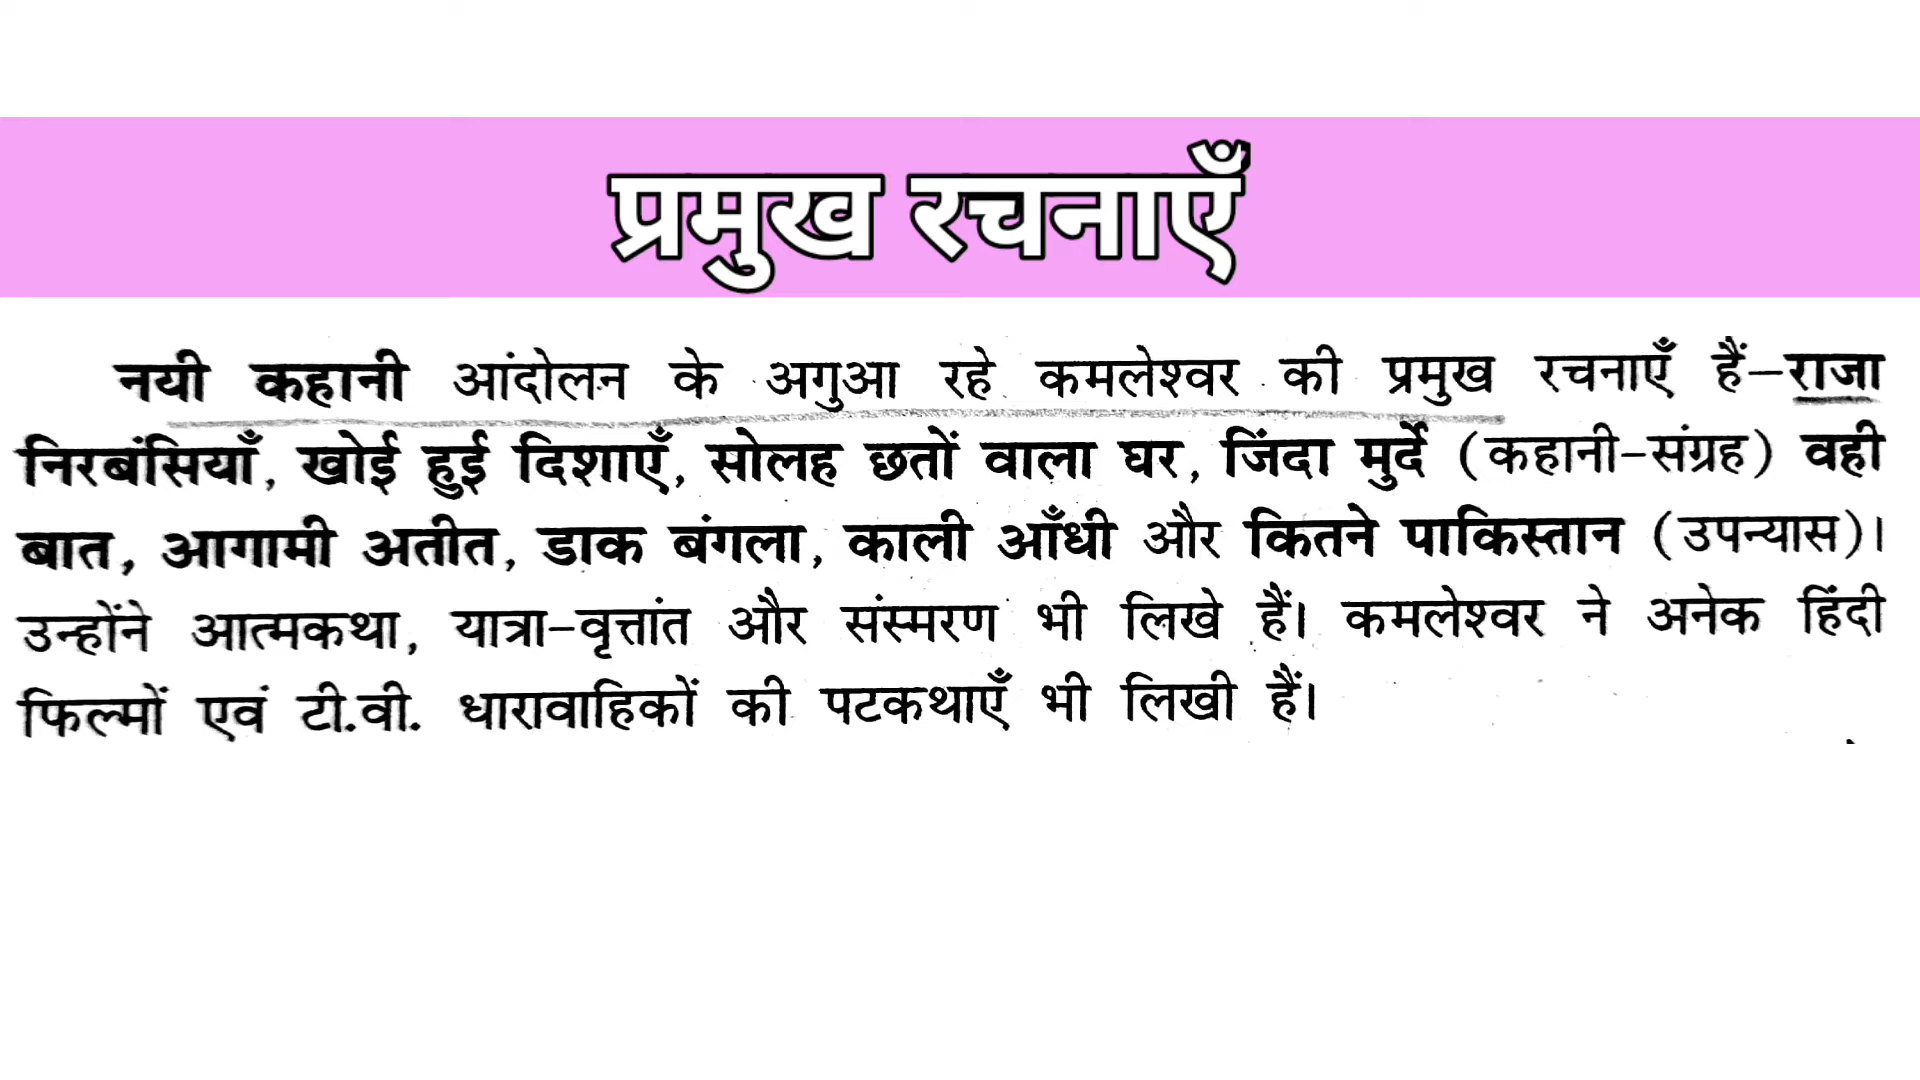 प्रमुख रचनाएँ
नयी कहानी आंदोलन के अगुआ रहे कमलेश्वर की प्रमुख रचनाएँ हैं–राजा
निरबंसियाँ, खोई हुई दिशाएँ, सोलह छतों वाला घर, जिंदा मुर्दे (कहानी-संग्रह) वही
बात, आगामी अतीत, डाक बंगला, काली आँधी और कितने पाकिस्तान (उपन्यास)।
उन्होंने आत्मकथा, यात्रा-वृत्तांत और संस्मरण भी लिखे हैं। कमलेश्वर ने अनेक हिंदी
फिल्मों एवं टी.वी. धारावाहिकों की पटकथाएँ भी लिखी हैं।